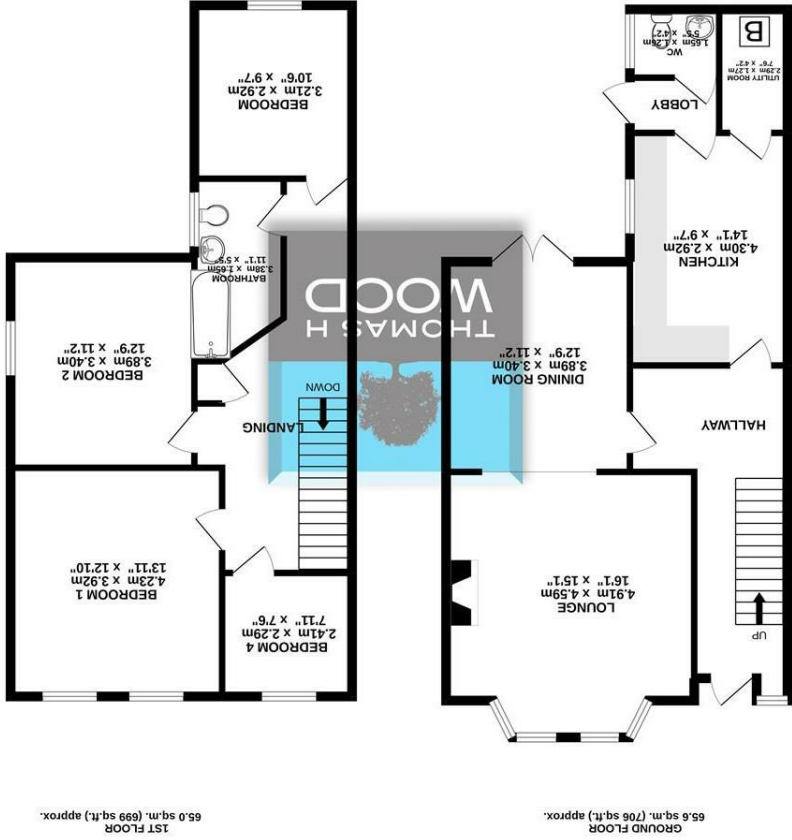 GROUND FLOOR
65.6 sq.m. (706 sq.ft.) approx.
UP
LOUNGE
4.91m x 4.59m
16'1" x 15'1"
HALLWAY
DINING ROOM
3.89m x 3.40m
12'9" x 11'2"
KITCHEN
4.30m x 2.92m
14'1" x 9'7"
LOBBY
UTILITY ROOM
2.29m x 1.27m
7'6" x 4'2"
B
WC
1.65m x 1.26m
5'5" x 4'2"
1ST FLOOR
65.0 sq.m. (699 sq.ft.) approx.
BEDROOM 4
2.41m x 2.29m
7'11" x 7'6"
BEDROOM 1
4.23m x 3.92m
13'11" x 12'10"
LANDING
DOWN
BEDROOM 2
3.89m x 3.40m
12'9" x 11'2"
BATHROOM
3.38m x 1.65m
11'1" x 5'5"
BEDROOM
3.21m x 2.92m
10'6" x 9'7"
THOMAS H
WOOD